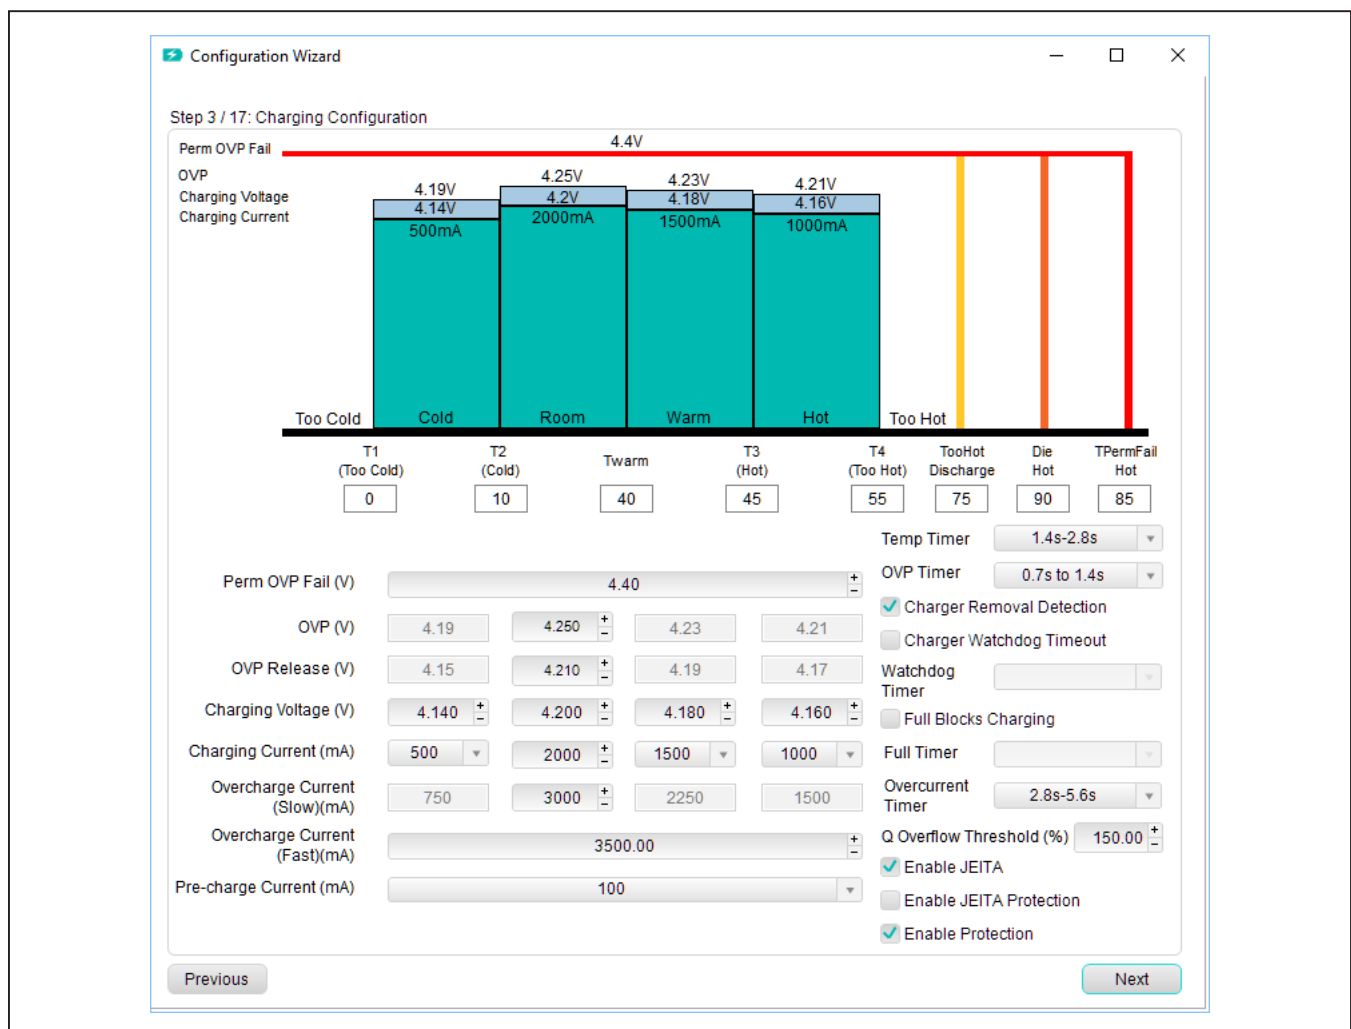 Configuration Wizard
Step 3 / 17: Charging Configuration
Perm OVP Fail
4.4V
OVP
Charging Voltage
Charging Current
4.19V
4.14V
500mA
4.25V
4.2V
2000mA
4.23V
4.18V
1500mA
4.21V
4.16V
1000mA
Too Cold
Cold
Room
Warm
Hot
Too Hot
T1
(Too Cold)
T2
(Cold)
Twarm
T3
(Hot)
T4
(Too Hot)
TooHot
Discharge
Die
Hot
TPermFail
Hot
0
10
40
45
55
75
90
85
Perm OVP Fail (V) 4.40 + -
OVP (V) 4.19 4.250 + - 4.23 4.21
OVP Release (V) 4.15 4.210 + - 4.19 4.17
Charging Voltage (V) 4.140 + - 4.200 + - 4.180 + - 4.160 + -
Charging Current (mA) 500 2000 + - 1500 1000
Overcharge Current
(Slow)(mA)
750 3000 + - 2250 1500
Overcharge Current
(Fast)(mA)
3500.00 + -
Pre-charge Current (mA) 100
Temp Timer 1.4s-2.8s
OVP Timer 0.7s to 1.4s
Charger Removal Detection
Charger Watchdog Timeout
Watchdog
Timer
Full Blocks Charging
Full Timer
Overcurrent
Timer
2.8s-5.6s
Q Overflow Threshold (%) 150.00 + -
Enable JEITA
Enable JEITA Protection
Enable Protection
Previous
Next